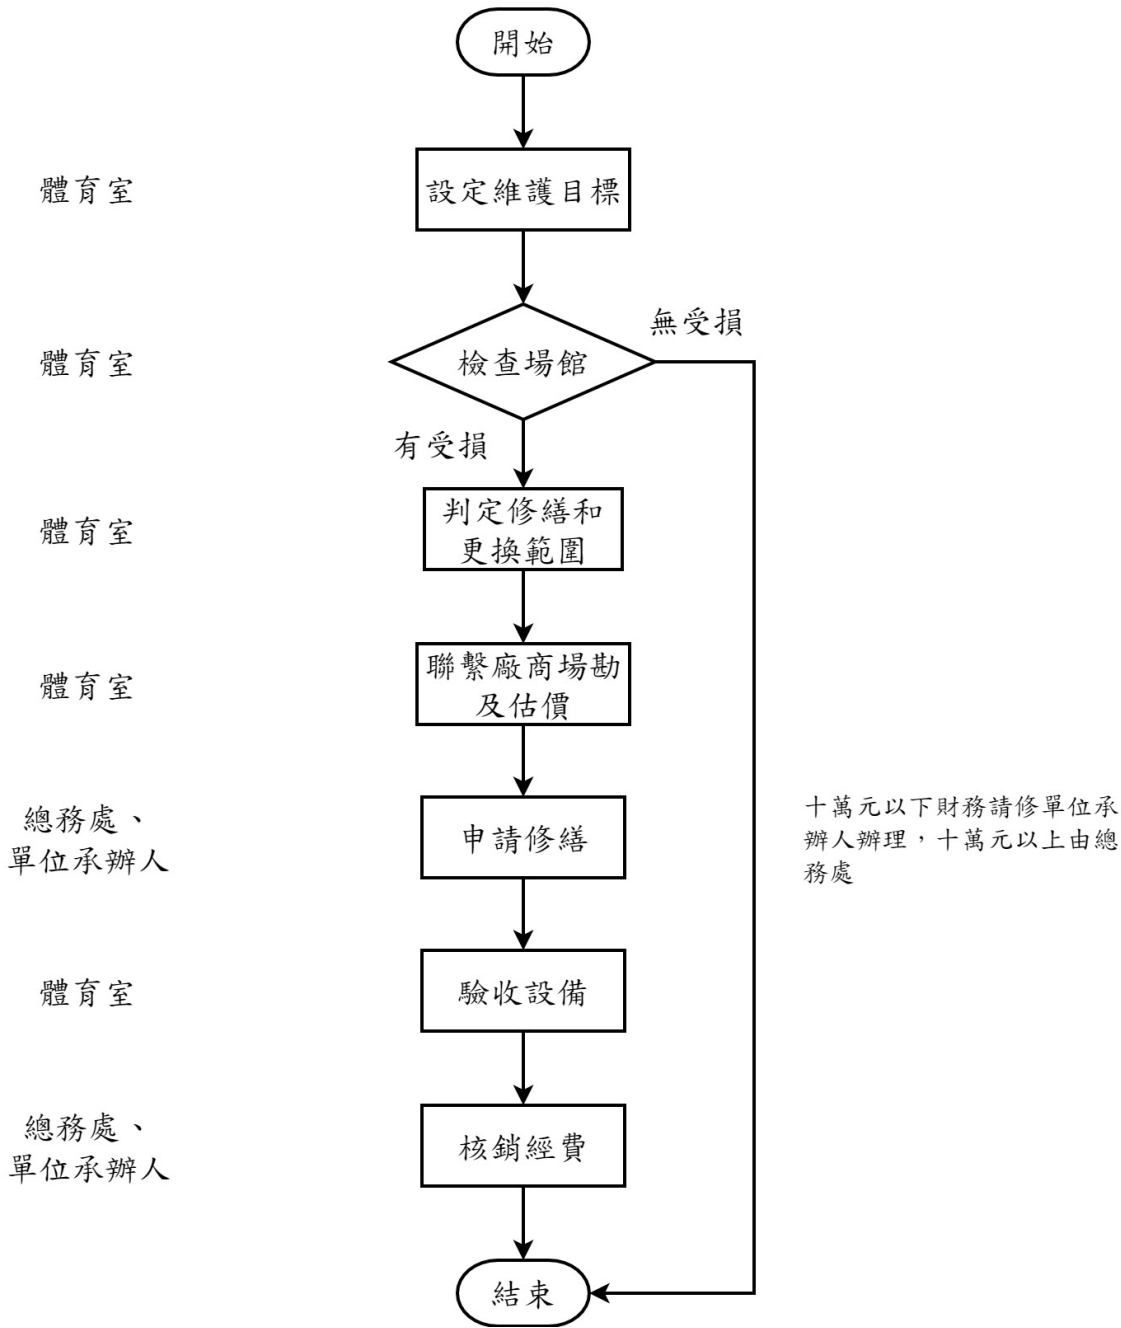 開始
體育室
設定維護目標
無受損
體育室
檢查場館
有受損
體育室
判定修繕和
更換範圍
體育室
聯繫廠商場勘
及估價
總務處、
單位承辦人
申請修繕
十萬元以下財務請修單位承
辦人辦理，十萬元以上由總
務處
體育室
驗收設備
總務處、
單位承辦人
核銷經費
結束